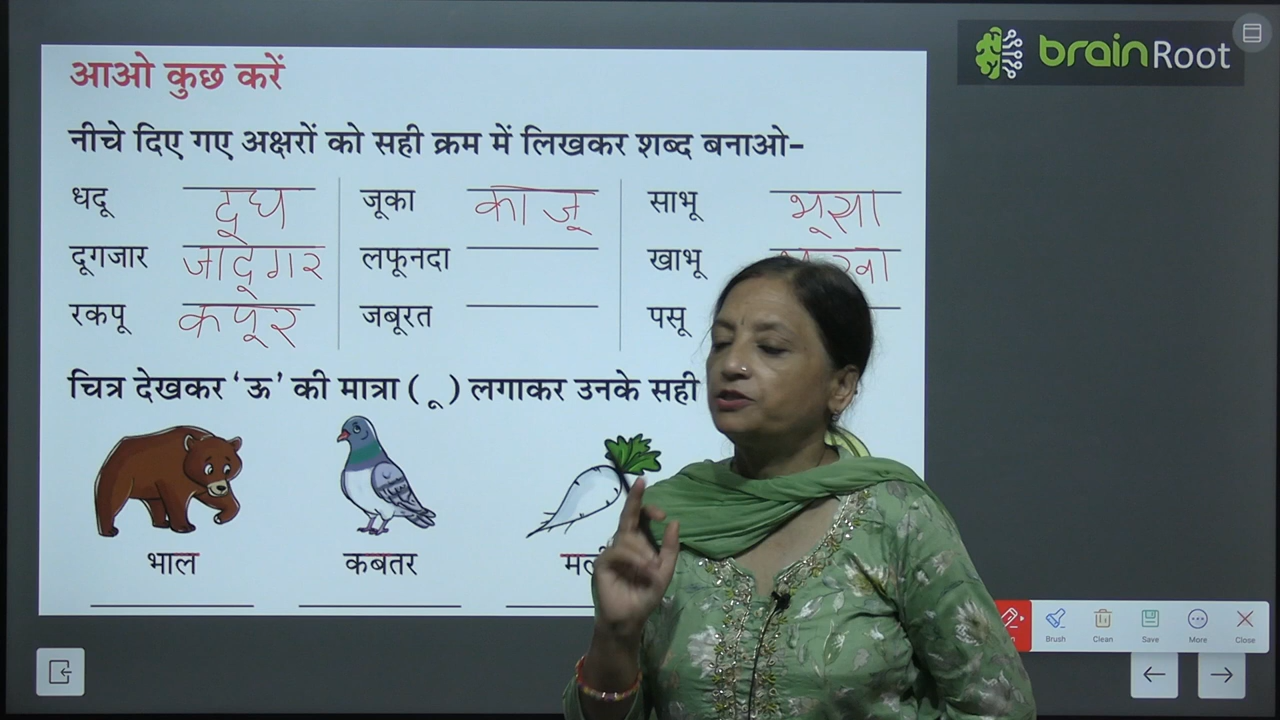 brainRoot
आओ कुछ करें
नीचे दिए गए अक्षरों को सही क्रम में लिखकर शब्द बनाओ-
धदू दूध जूका काजू साभू भूसा
दूगजार जादूगर लफूनदा खाभू
रकपू कपूर जबूरत पसू
चित्र देखकर ‘ऊ’ की मात्रा ( ू ) लगाकर उनके सही
भाल कबतर
Brush Clean Save More Close